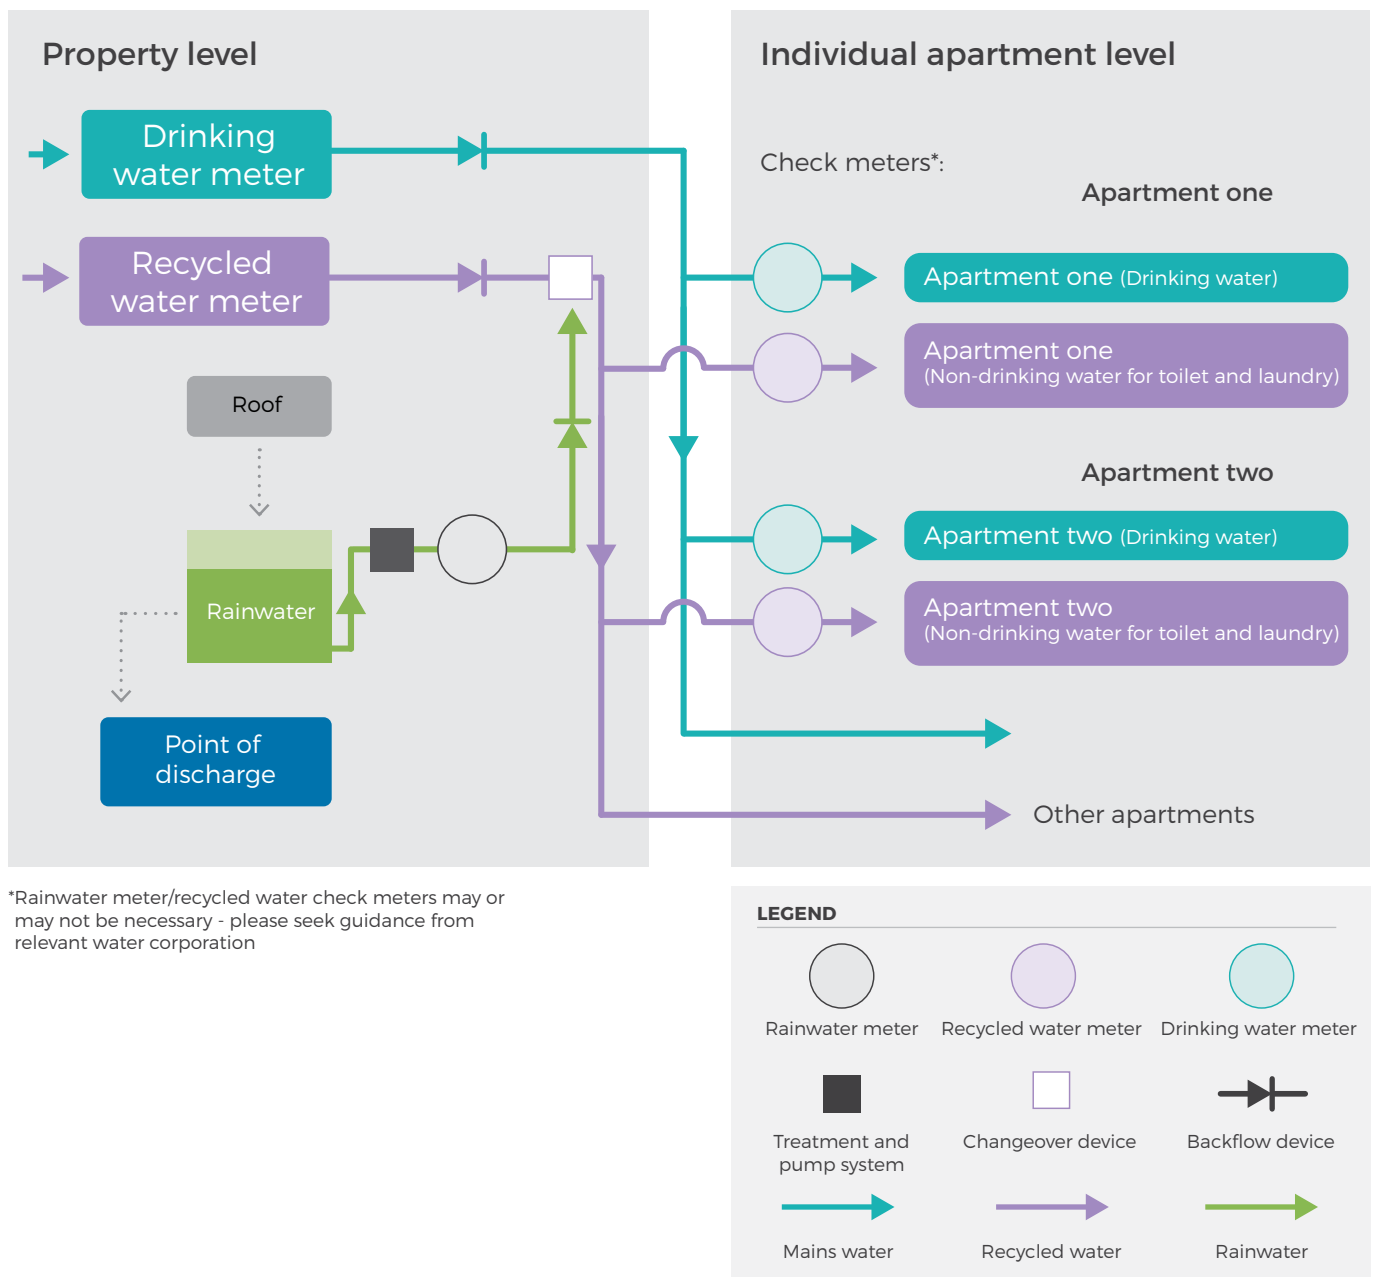 Property level
Drinking
water meter
Recycled
water meter
Roof
Rainwater
Point of
discharge
Individual apartment level
Check meters*:
Apartment one
Apartment one (Drinking water)
Apartment one
(Non-drinking water for toilet and laundry)
Apartment two
Apartment two (Drinking water)
Apartment two
(Non-drinking water for toilet and laundry)
Other apartments
*Rainwater meter/recycled water check meters may or
may not be necessary - please seek guidance from
relevant water corporation
LEGEND
Rainwater meter
Recycled water meter
Drinking water meter
Treatment and
pump system
Changeover device
Backflow device
Mains water
Recycled water
Rainwater